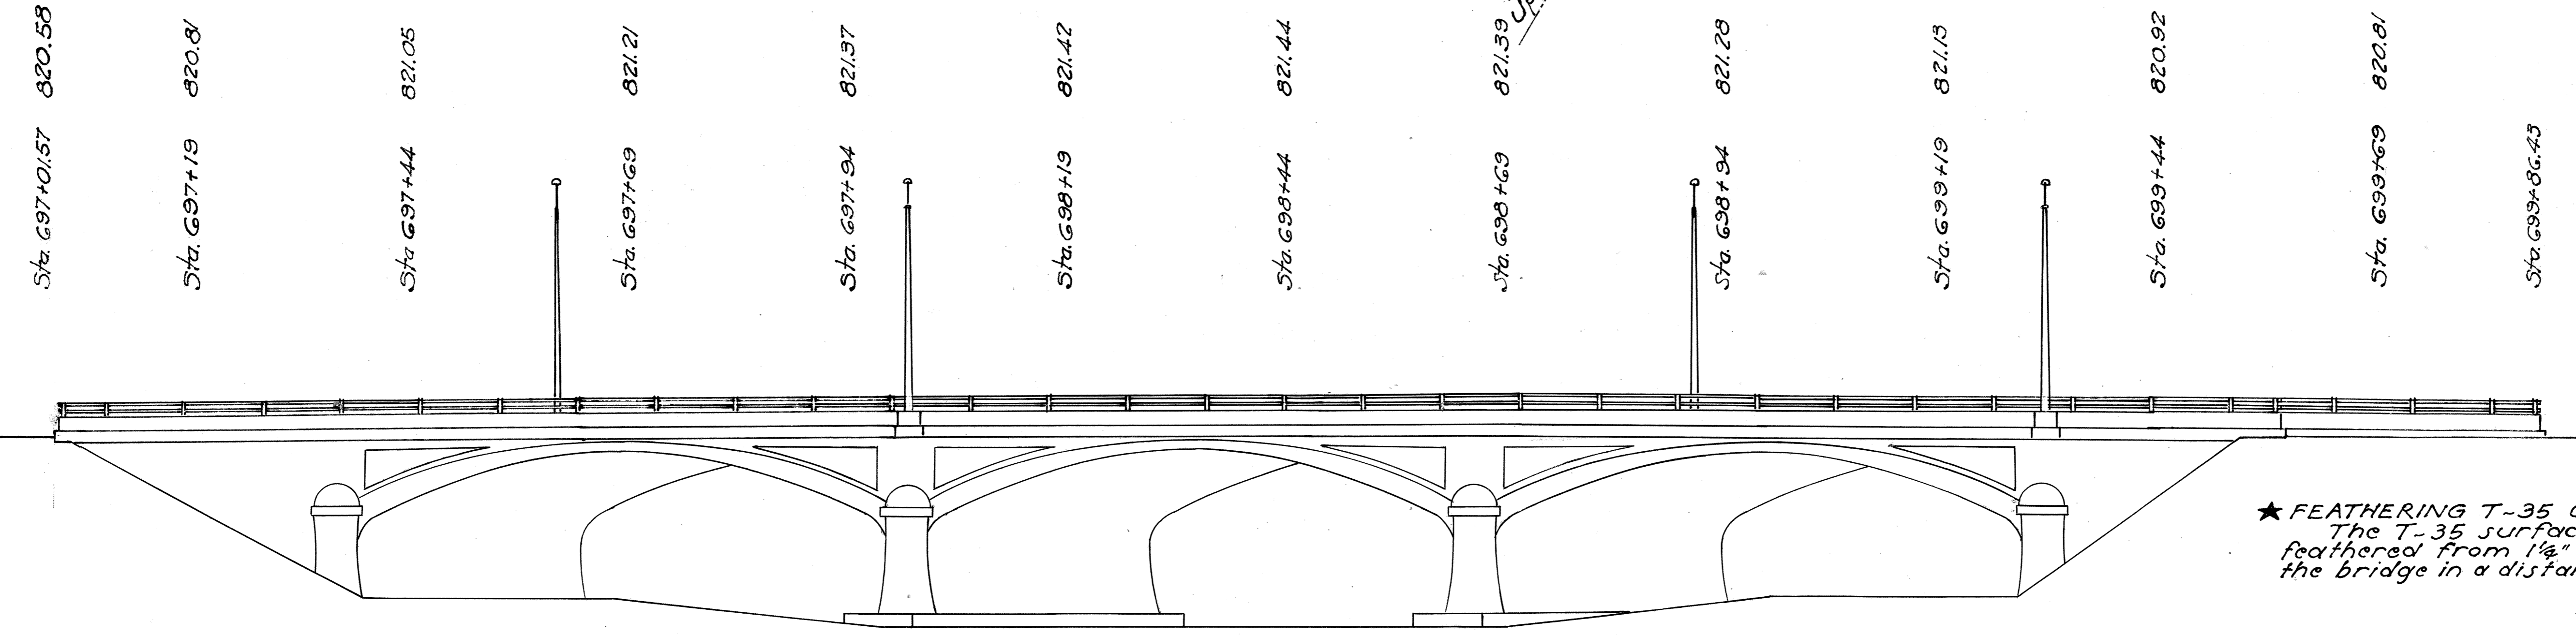 820.58
820.81
821.05
821.21
821.37
821.42
821.44
821.39
821.28
821.13
820.92
820.81
Sta. 697+01.57
Sta. 697+19
Sta 697+44
Sta. 697+69
Sta. 697+94
Sta. 698+19
Sta. 698+44
Sta. 698+69
Sta. 698+94
Sta. 699+19
Sta. 699+44
Sta. 699+69
Sta. 699+86.43
★ FEATHERING T-35
The T-35 surfac
feathered from 1¼"
the bridge in a dista